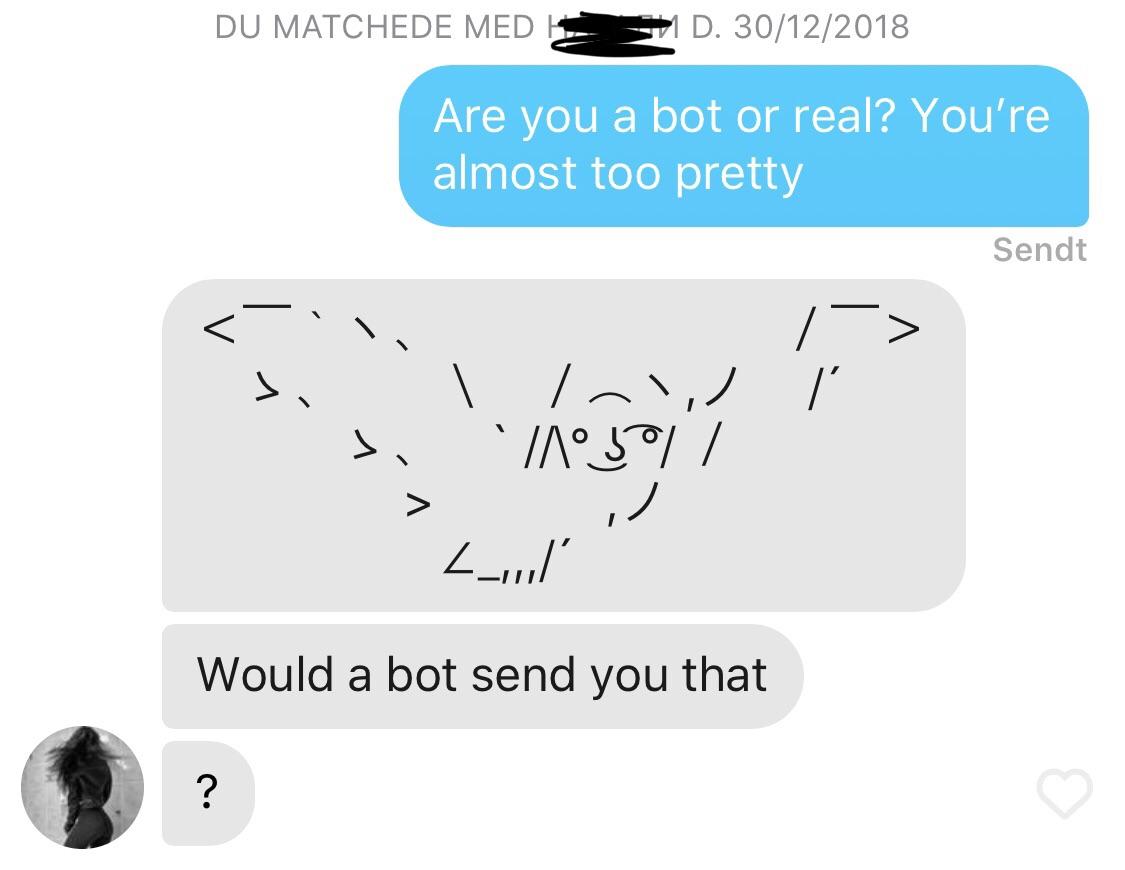 DU MATCHEDE MED D. 30/12/2018
Are you a bot or real? You’re
almost too pretty
Sendt
<￣｀ヽ、　　　　　　　/￣>
ゝ、　　\　/⌒ヽ,ノ　/´
ゝ、　`//\° ͜ʖ ͡°/ /
>　　　,ノ
∠_,,,/´
Would a bot send you that
?